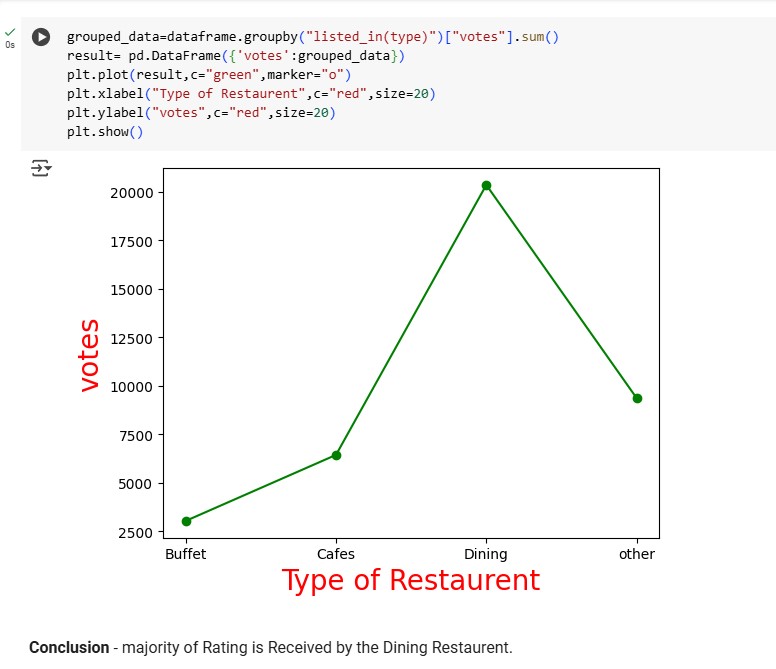 grouped_data=dataframe.groupby("listed_in(type)")["votes"].sum()
0s
result= pd.DataFrame({'votes':grouped_data})
plt.plot(result,c="green",marker="o")
plt.xlabel("Type of Restaurent",c="red",size=20)
plt.ylabel("votes",c="red",size=20)
plt.show()
20000
17500
15000
12500
10000
7500
5000
2500
votes
Buffet Cafes Dining other
Type of Restaurent
Conclusion - majority of Rating is Received by the Dining Restaurent.